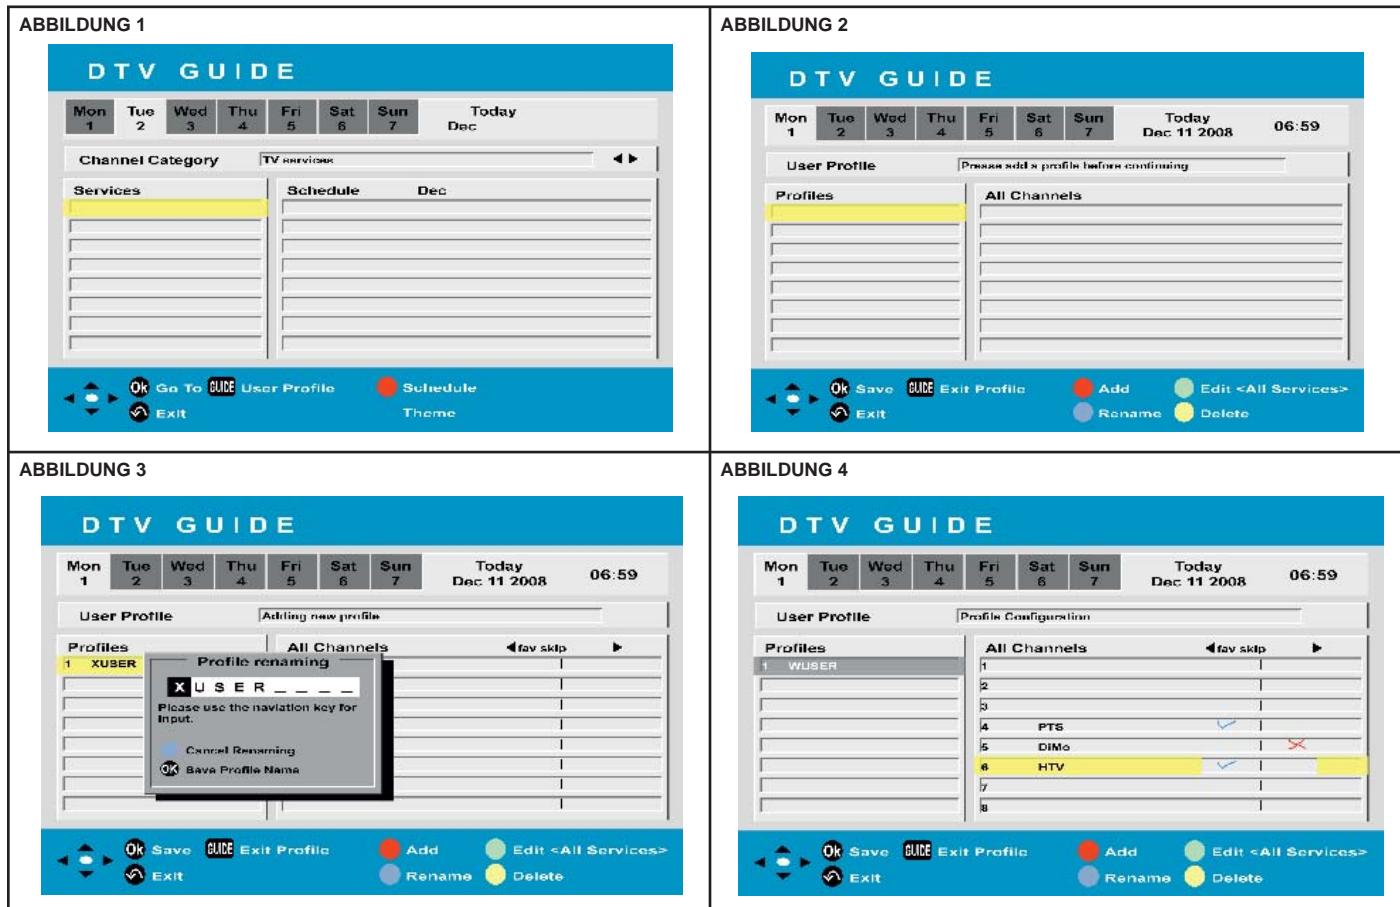 ABBILDUNG 1
DTV GUIDE
Mon Tue Wed Thu Fri Sat Sun Today
1 2 3 4 5 6 7 Dec
Channel Category TV services
Services Schedule Dec
Ok Go To GUIDE User Profile Schedule
Exit Theme
ABBILDUNG 2
DTV GUIDE
Mon Tue Wed Thu Fri Sat Sun Today
1 2 3 4 5 6 7 Dec 11 2008 06:59
User Profile Please add a profile before continuing
Profiles All Channels
Ok Save GUIDE Exit Profile Add Edit <All Services>
Exit Rename Delete
ABBILDUNG 3
DTV GUIDE
Mon Tue Wed Thu Fri Sat Sun Today
1 2 3 4 5 6 7 Dec 11 2008 06:59
User Profile Adding new profile
Profiles All Channels fav skip
1 XUSER
Profile renaming
X U S E R _ _ _ _
Please use the naviation key for
Input.
Cancel Renaming
OK Save Profile Name
Ok Save GUIDE Exit Profile Add Edit <All Services>
Exit Rename Delete
ABBILDUNG 4
DTV GUIDE
Mon Tue Wed Thu Fri Sat Sun Today
1 2 3 4 5 6 7 Dec 11 2008 06:59
User Profile Profile Configuration
Profiles All Channels fav skip
1 WUSER 1
2
3
4 PTS
5 DiMo
6 HTV
7
8
Ok Save GUIDE Exit Profile Add Edit <All Services>
Exit Rename Delete